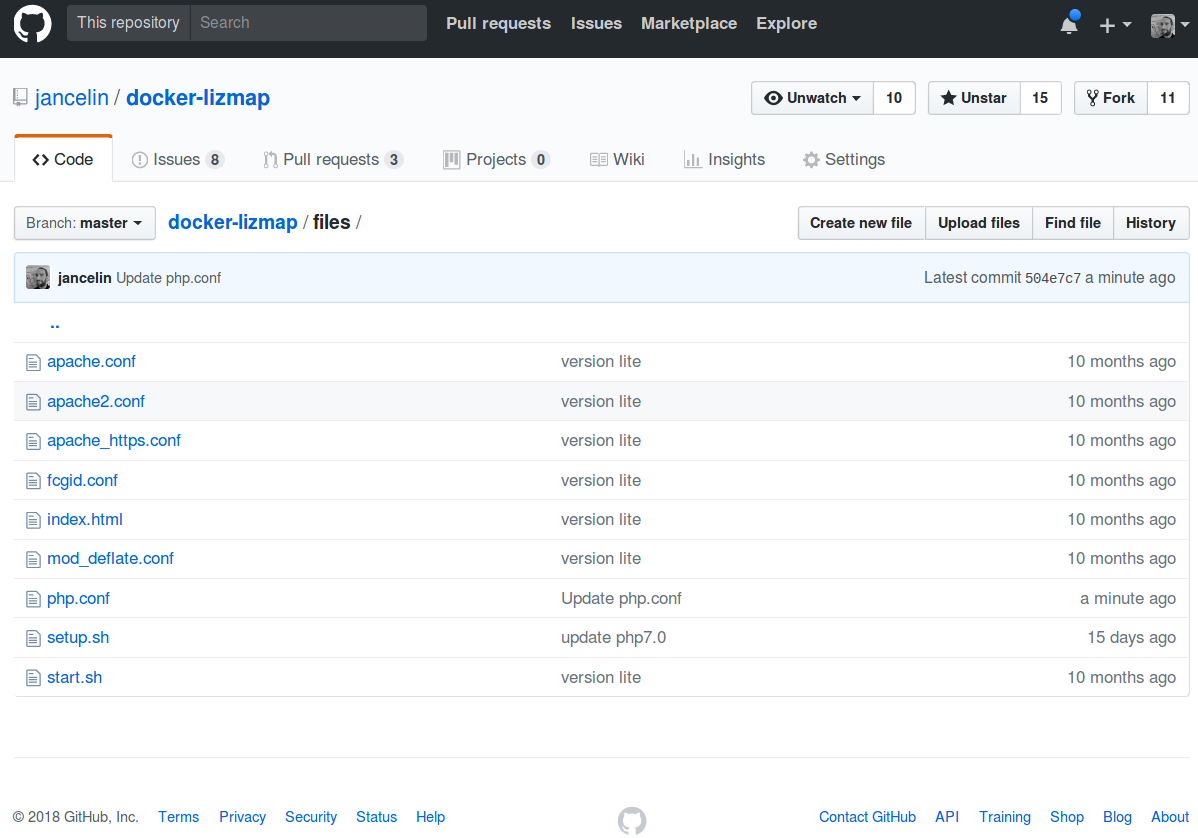 This repository Search Pull requests Issues Marketplace Explore
jancelin / docker-lizmap Unwatch 10 Unstar 15 Fork 11
Code Issues 8 Pull requests 3 Projects 0 Wiki Insights Settings
Branch: master docker-lizmap / files / Create new file Upload files Find file History
jancelin Update php.conf Latest commit 504e7c7 a minute ago
..
apache.conf version lite 10 months ago
apache2.conf version lite 10 months ago
apache_https.conf version lite 10 months ago
fcgid.conf version lite 10 months ago
index.html version lite 10 months ago
mod_deflate.conf version lite 10 months ago
php.conf Update php.conf a minute ago
setup.sh update php7.0 15 days ago
start.sh version lite 10 months ago
© 2018 GitHub, Inc. Terms Privacy Security Status Help Contact GitHub API Training Shop Blog About